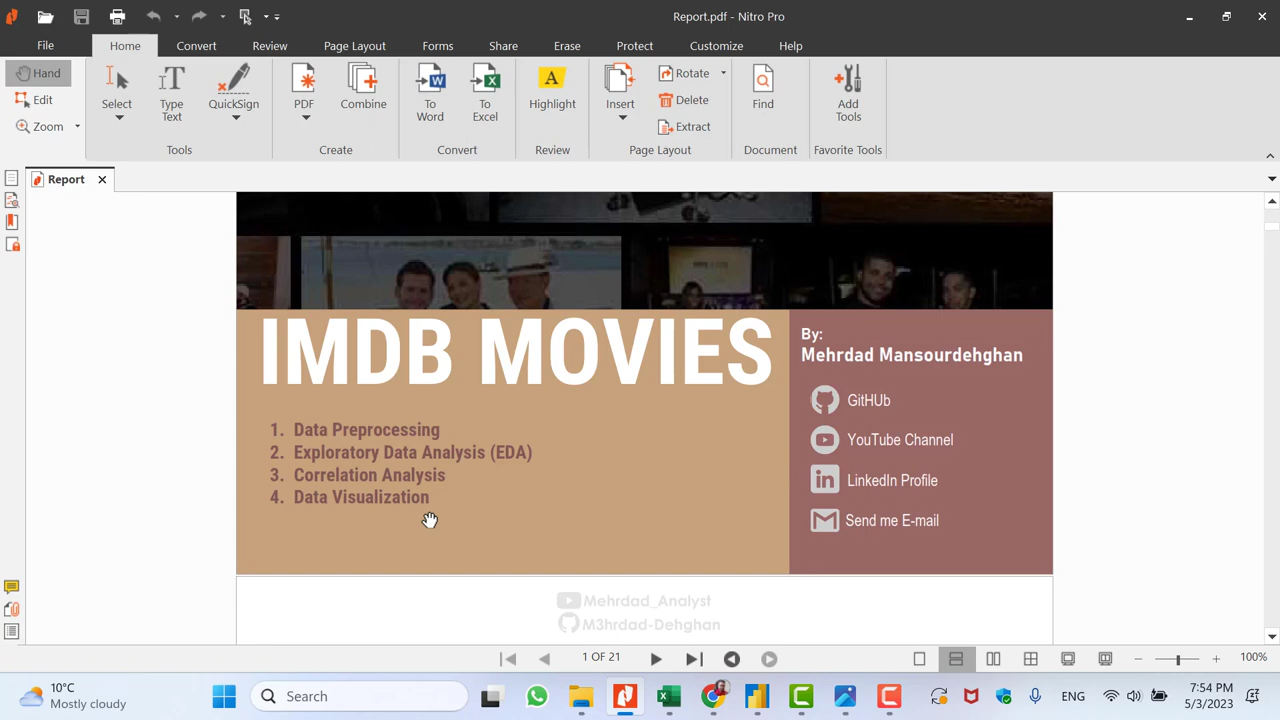 Report.pdf - Nitro Pro
File Home Convert Review Page Layout Forms Share Erase Protect Customize Help
Hand
Edit
Zoom
Select
Type Text
QuickSign
Tools
PDF
Combine
Create
To Word
To Excel
Convert
A
Highlight
Review
Insert
Rotate
Delete
Extract
Page Layout
Find
Document
Add Tools
Favorite Tools
Report
IMDB MOVIES
1. Data Preprocessing
2. Exploratory Data Analysis (EDA)
3. Correlation Analysis
4. Data Visualization
By:
Mehrdad Mansourdehghan
GitHUb
YouTube Channel
in LinkedIn Profile
Send me E-mail
Mehrdad_Analyst
M3hrdad-Dehghan
1 OF 21
100%
10°C
Mostly cloudy
Search
ENG
7:54 PM
5/3/2023